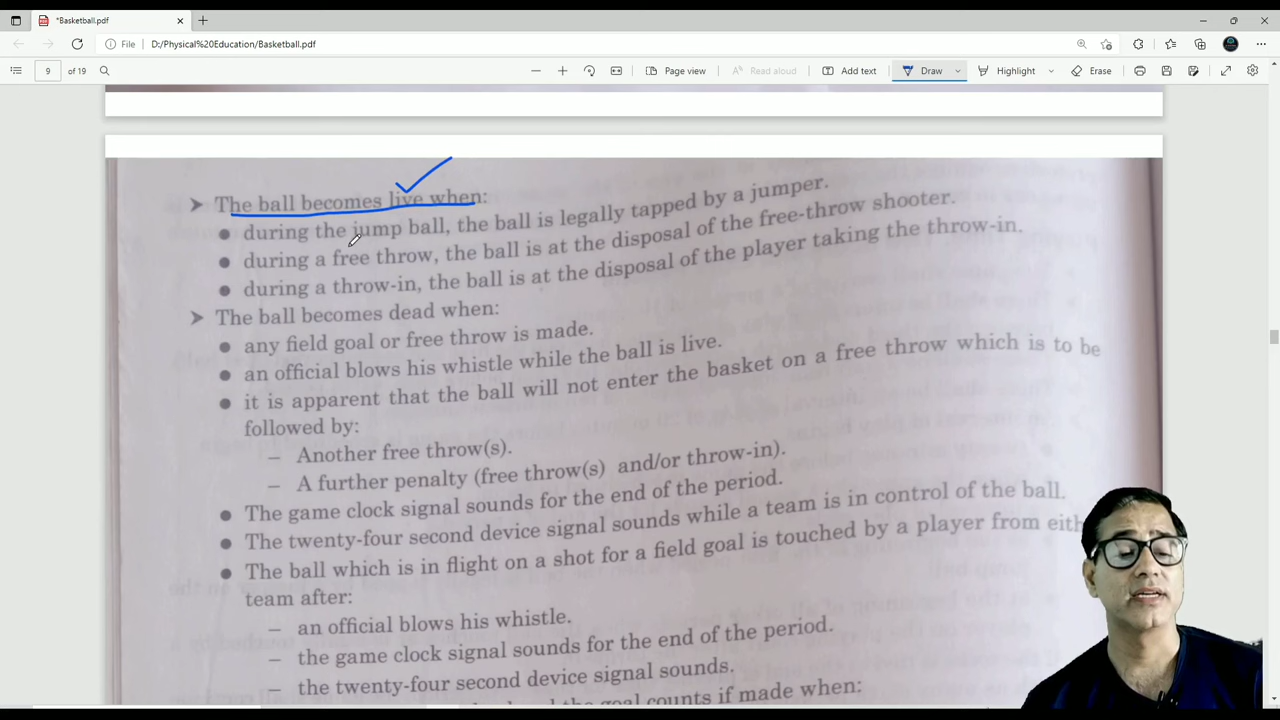 *Basketball.pdf
File D:/Physical%20Education/Basketball.pdf
9 of 19 Page view Read aloud Add text Draw Highlight Erase
➤ The ball becomes live when:
● during the jump ball, the ball is legally tapped by a jumper.
● during a free throw, the ball is at the disposal of the free-throw shooter.
● during a throw-in, the ball is at the disposal of the player taking the throw-in.
➤ The ball becomes dead when:
● any field goal or free throw is made.
● an official blows his whistle while the ball is live.
● it is apparent that the ball will not enter the basket on a free throw which is to be
followed by:
– Another free throw(s).
– A further penalty (free throw(s) and/or throw-in).
● The game clock signal sounds for the end of the period.
● The twenty-four second device signal sounds while a team is in control of the ball.
● The ball which is in flight on a shot for a field goal is touched by a player from eith
team after:
– an official blows his whistle.
– the game clock signal sounds for the end of the period.
– the twenty-four second device signal sounds.
the goal counts if made when: